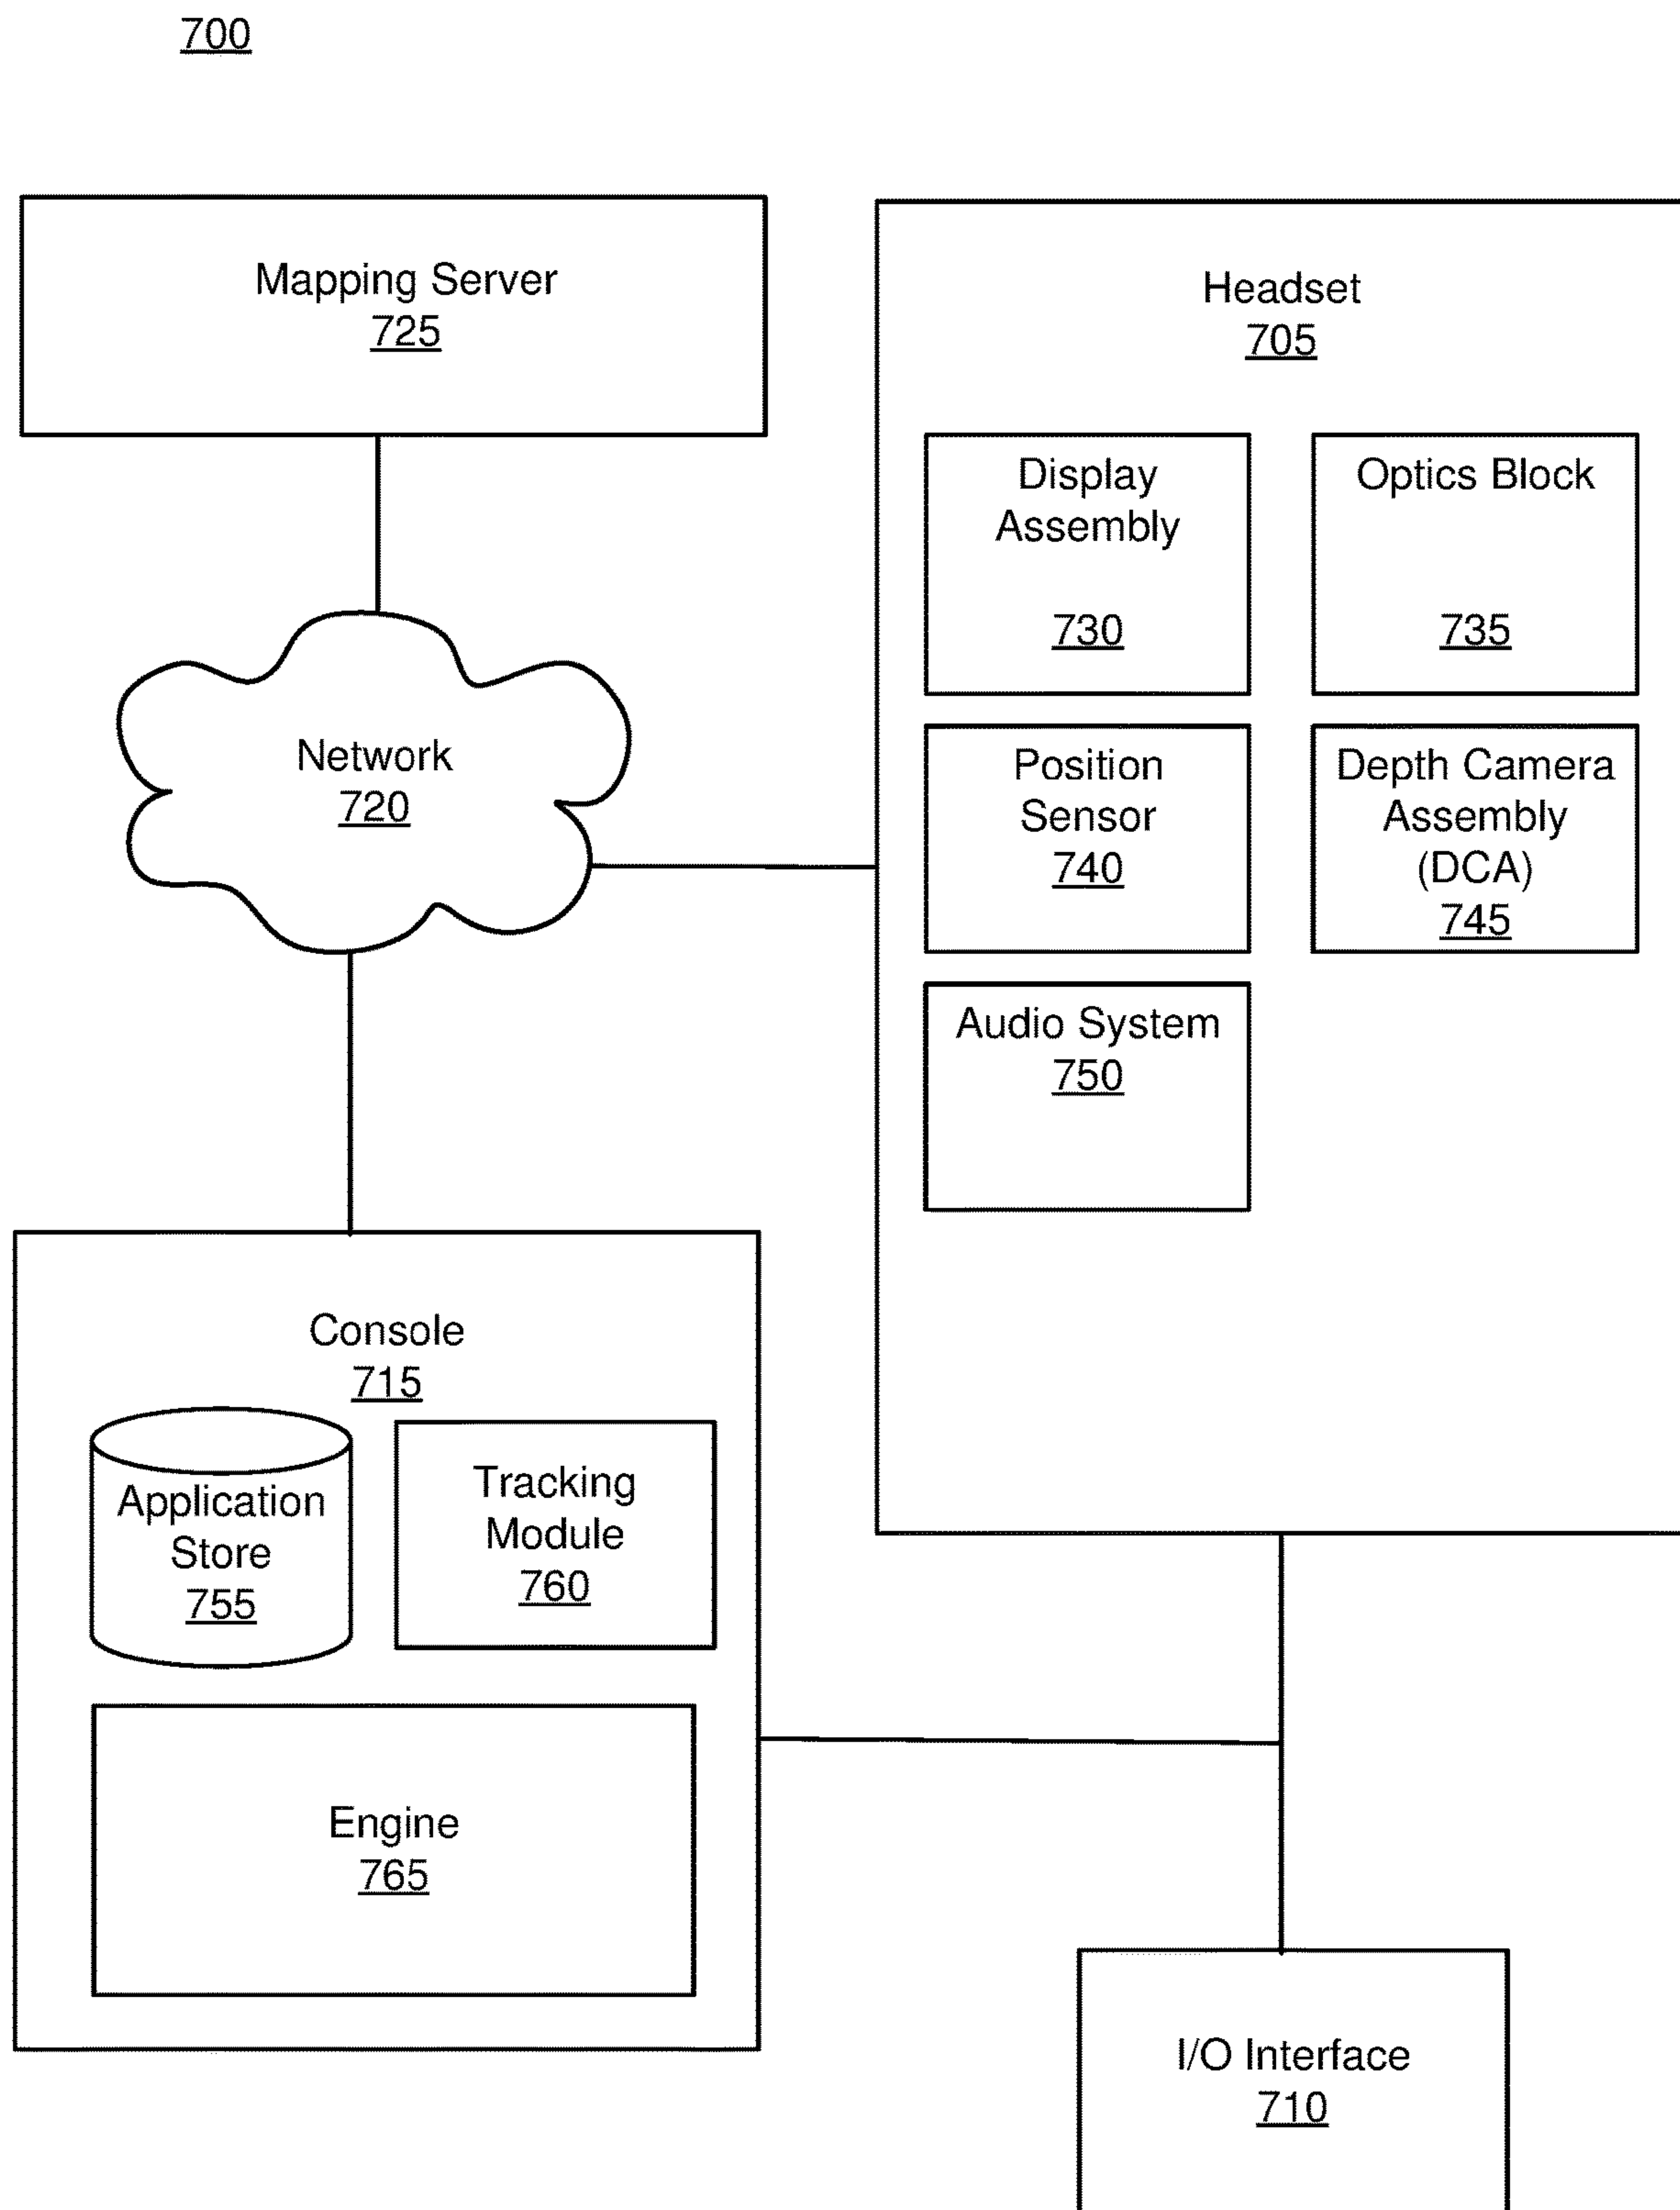 700
Mapping Server
725
Headset
705
Display
Assembly
730
Optics Block
735
Network
720
Position
Sensor
740
Depth Camera
Assembly
(DCA)
745
Audio System
750
Console
715
Application
Store
755
Tracking
Module
760
Engine
765
I/O Interface
710